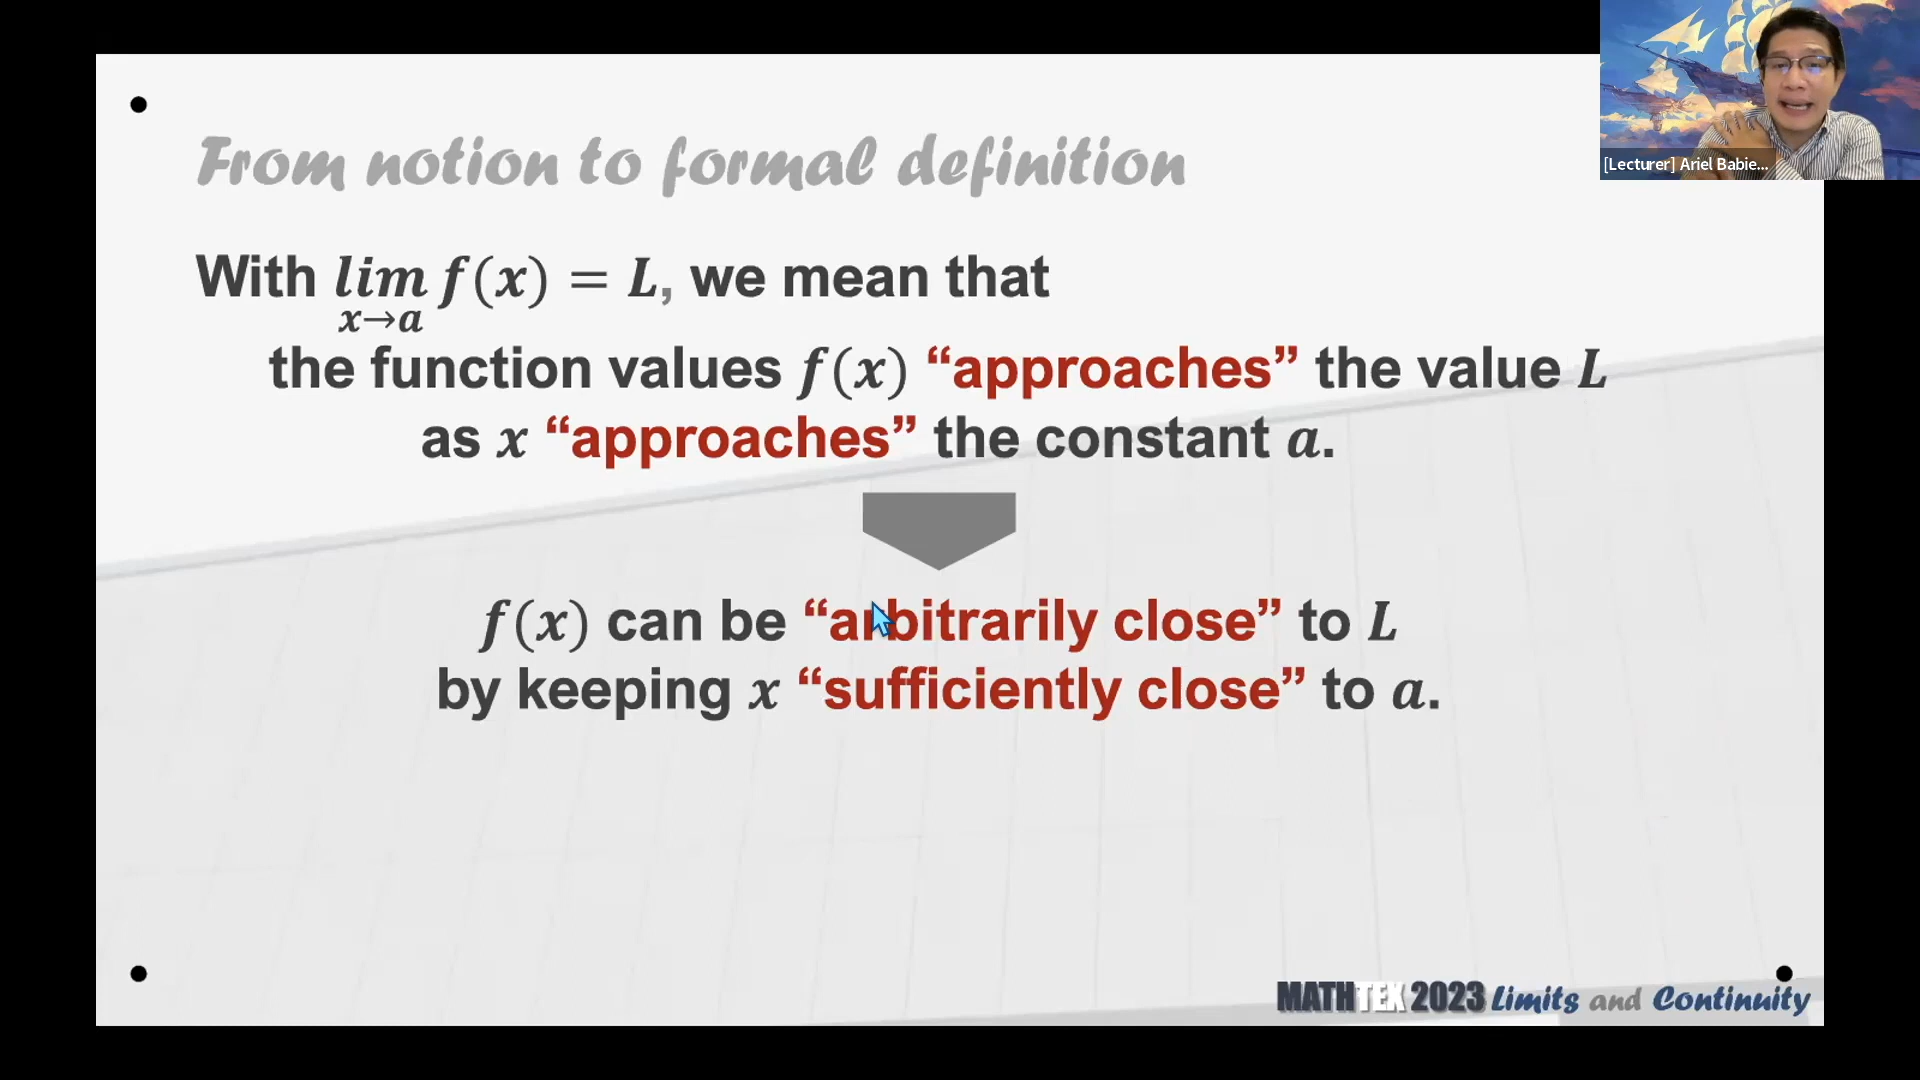 [Lecturer] Ariel Babie...
From notion to formal definition
With lim f(x) = L, we mean that
x→a
the function values f(x) “approaches” the value L
as x “approaches” the constant a.
f(x) can be “arbitrarily close” to L
by keeping x “sufficiently close” to a.
MATHTEX 2023 Limits and Continuity